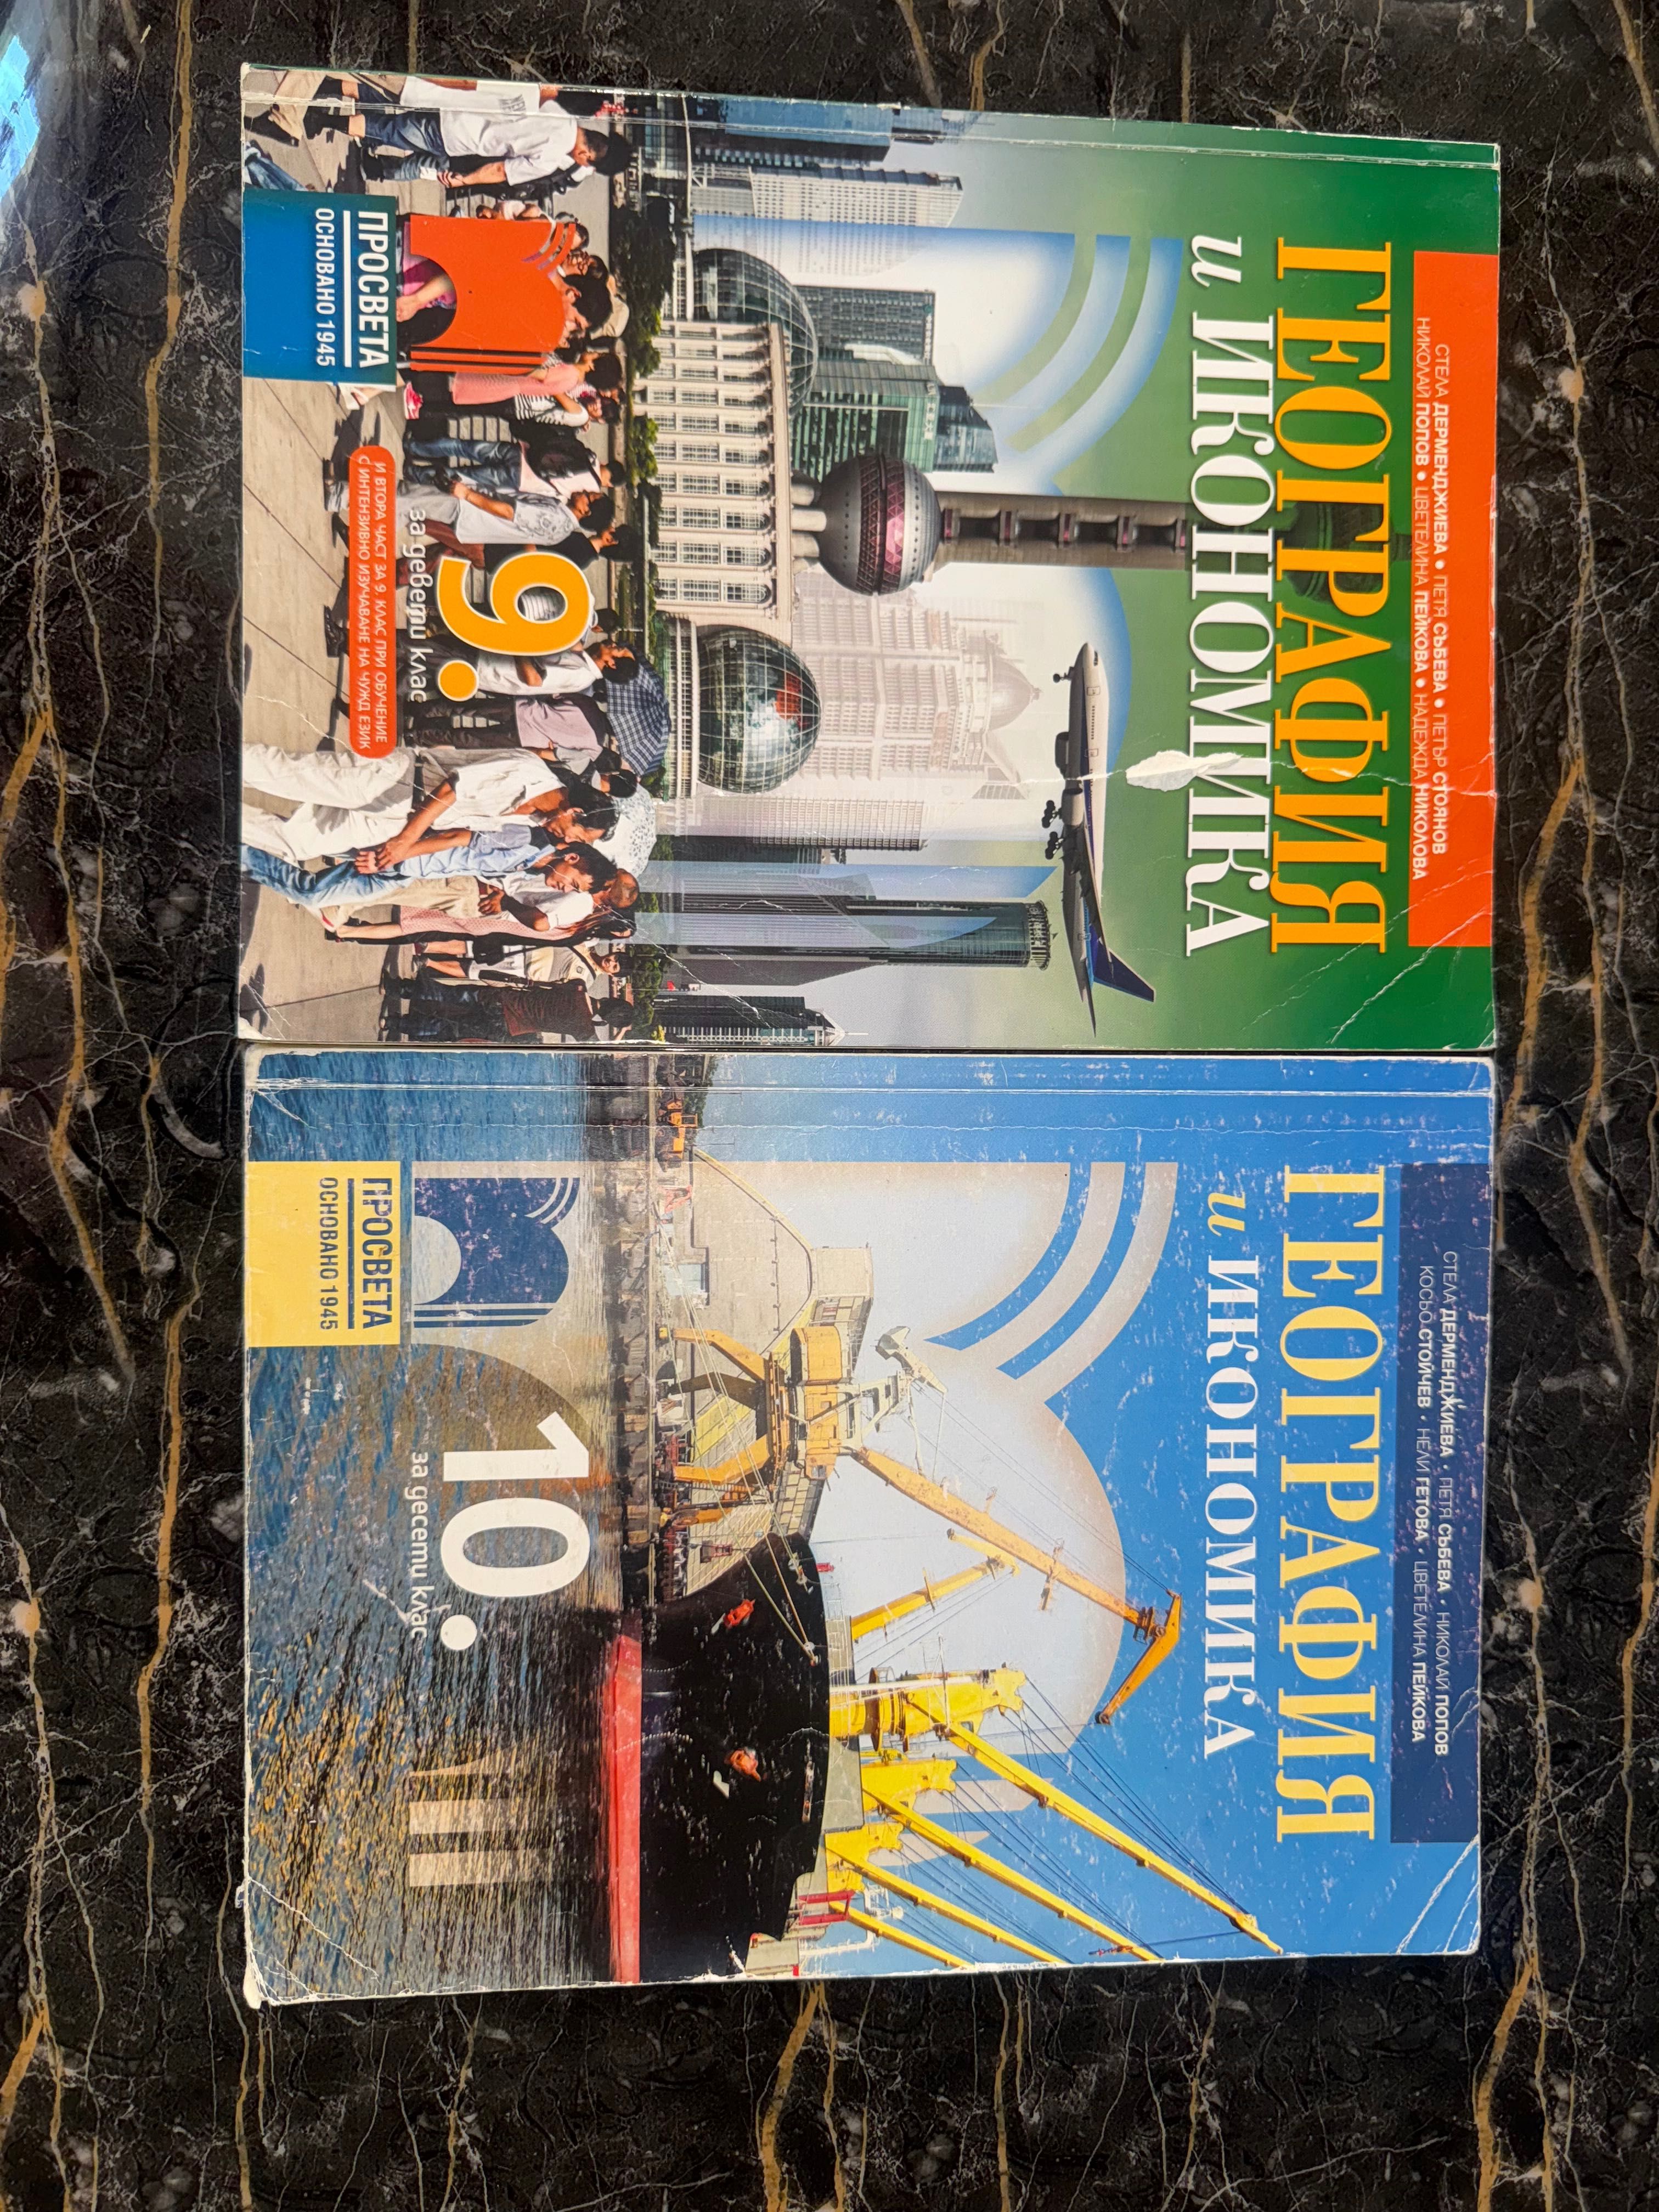 СТЕЛА ДЕРМЕНДЖИЕВА • ПЕТЯ СЪБЕВА • ПЕТЪР СТОЯНОВ
НИКОЛАЙ ПОПОВ • ЦВЕТЕЛИНА ПЕЙКОВА • НАДЕЖДА НИКОЛОВА
ГЕОГРАФИЯ
и ИКОНОМИКА
9.
за девети клас
И ВТОРА ЧАСТ ЗА 9. КЛАС ПРИ ОБУЧЕНИЕ
С ИНТЕНЗИВНО ИЗУЧАВАНЕ НА ЧУЖД ЕЗИК
ПРОСВЕТА
ОСНОВАНО 1945
СТЕЛА ДЕРМЕНДЖИЕВА • ПЕТЯ СЪБЕВА • НИКОЛАЙ ПОПОВ
КОСЬО СТОЙЧЕВ • НЕЛИ ГЕТОВА • ЦВЕТЕЛИНА ПЕЙКОВА
ГЕОГРАФИЯ
и ИКОНОМИКА
10.
за десети клас
ПРОСВЕТА
ОСНОВАНО 1945